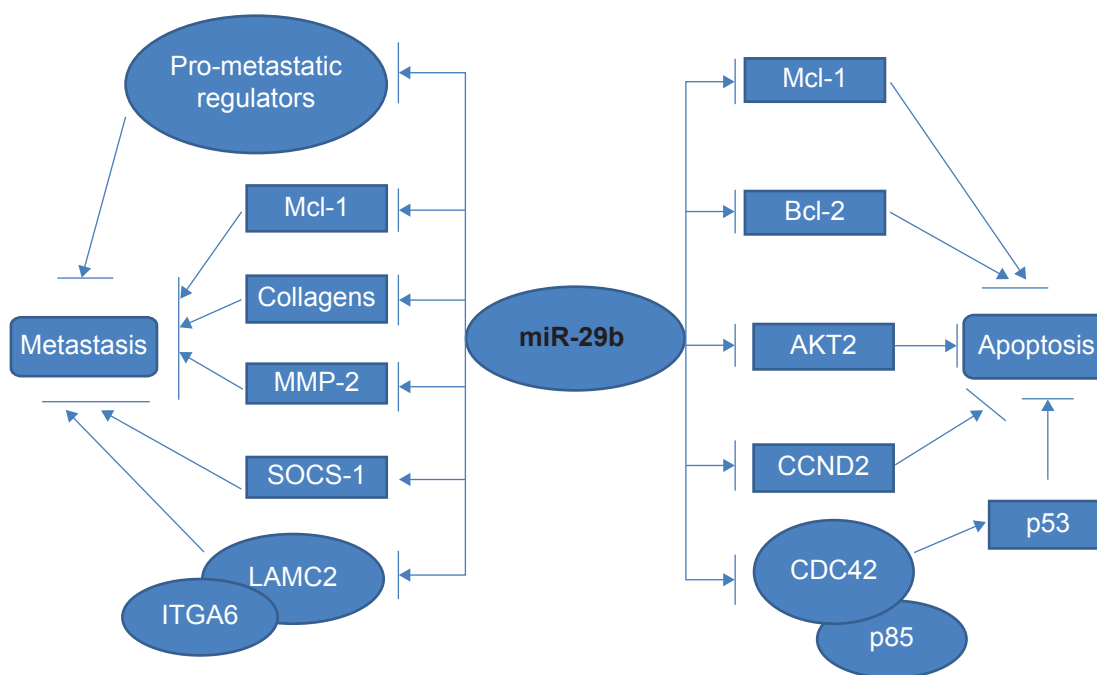 Pro-metastatic
regulators
Mcl-1
Collagens
Metastasis
MMP-2
SOCS-1
LAMC2
ITGA6
miR-29b
Mcl-1
Bcl-2
AKT2
Apoptosis
CCND2
p53
CDC42
p85